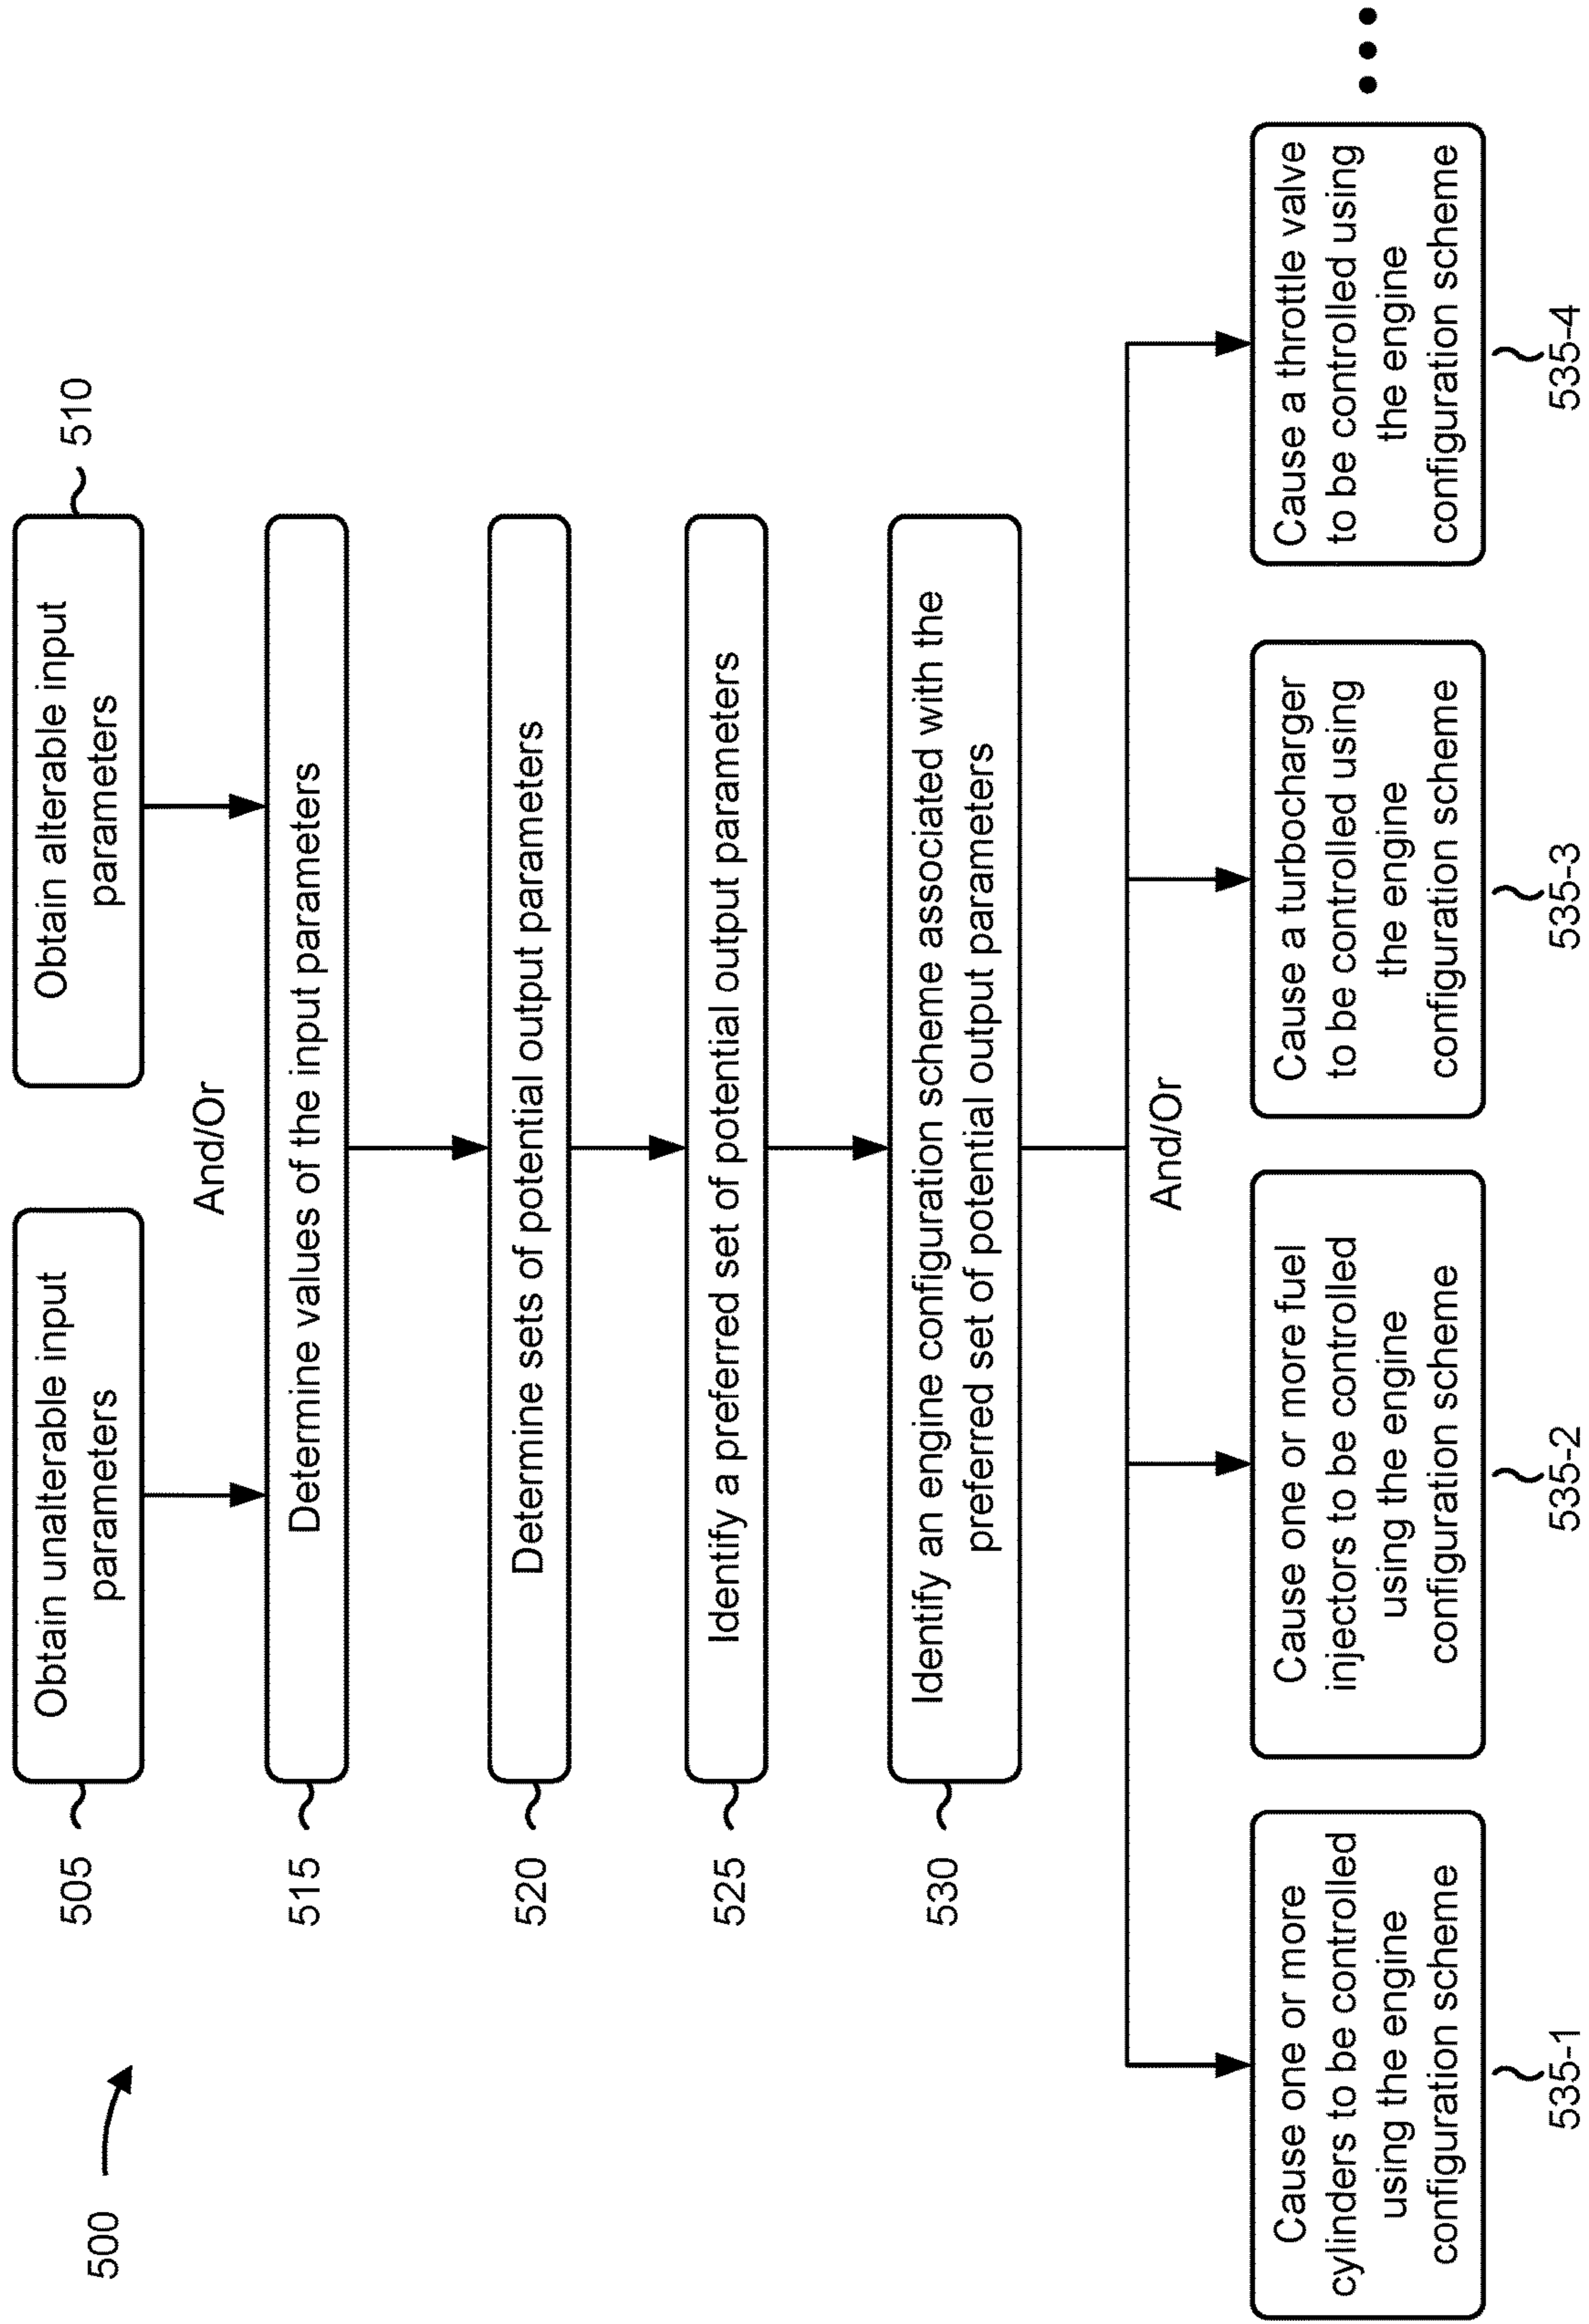 500
505
Obtain unalterable input
parameters
Obtain alterable input
parameters
510
And/Or
515
Determine values of the input parameters
520
Determine sets of potential output parameters
525
Identify a preferred set of potential output parameters
530
Identify an engine configuration scheme associated with the
preferred set of potential output parameters
And/Or
Cause one or more
cylinders to be controlled
using the engine
configuration scheme
535-1
Cause one or more fuel
injectors to be controlled
using the engine
configuration scheme
535-2
Cause a turbocharger
to be controlled using
the engine
configuration scheme
535-3
Cause a throttle valve
to be controlled using
the engine
configuration scheme
535-4